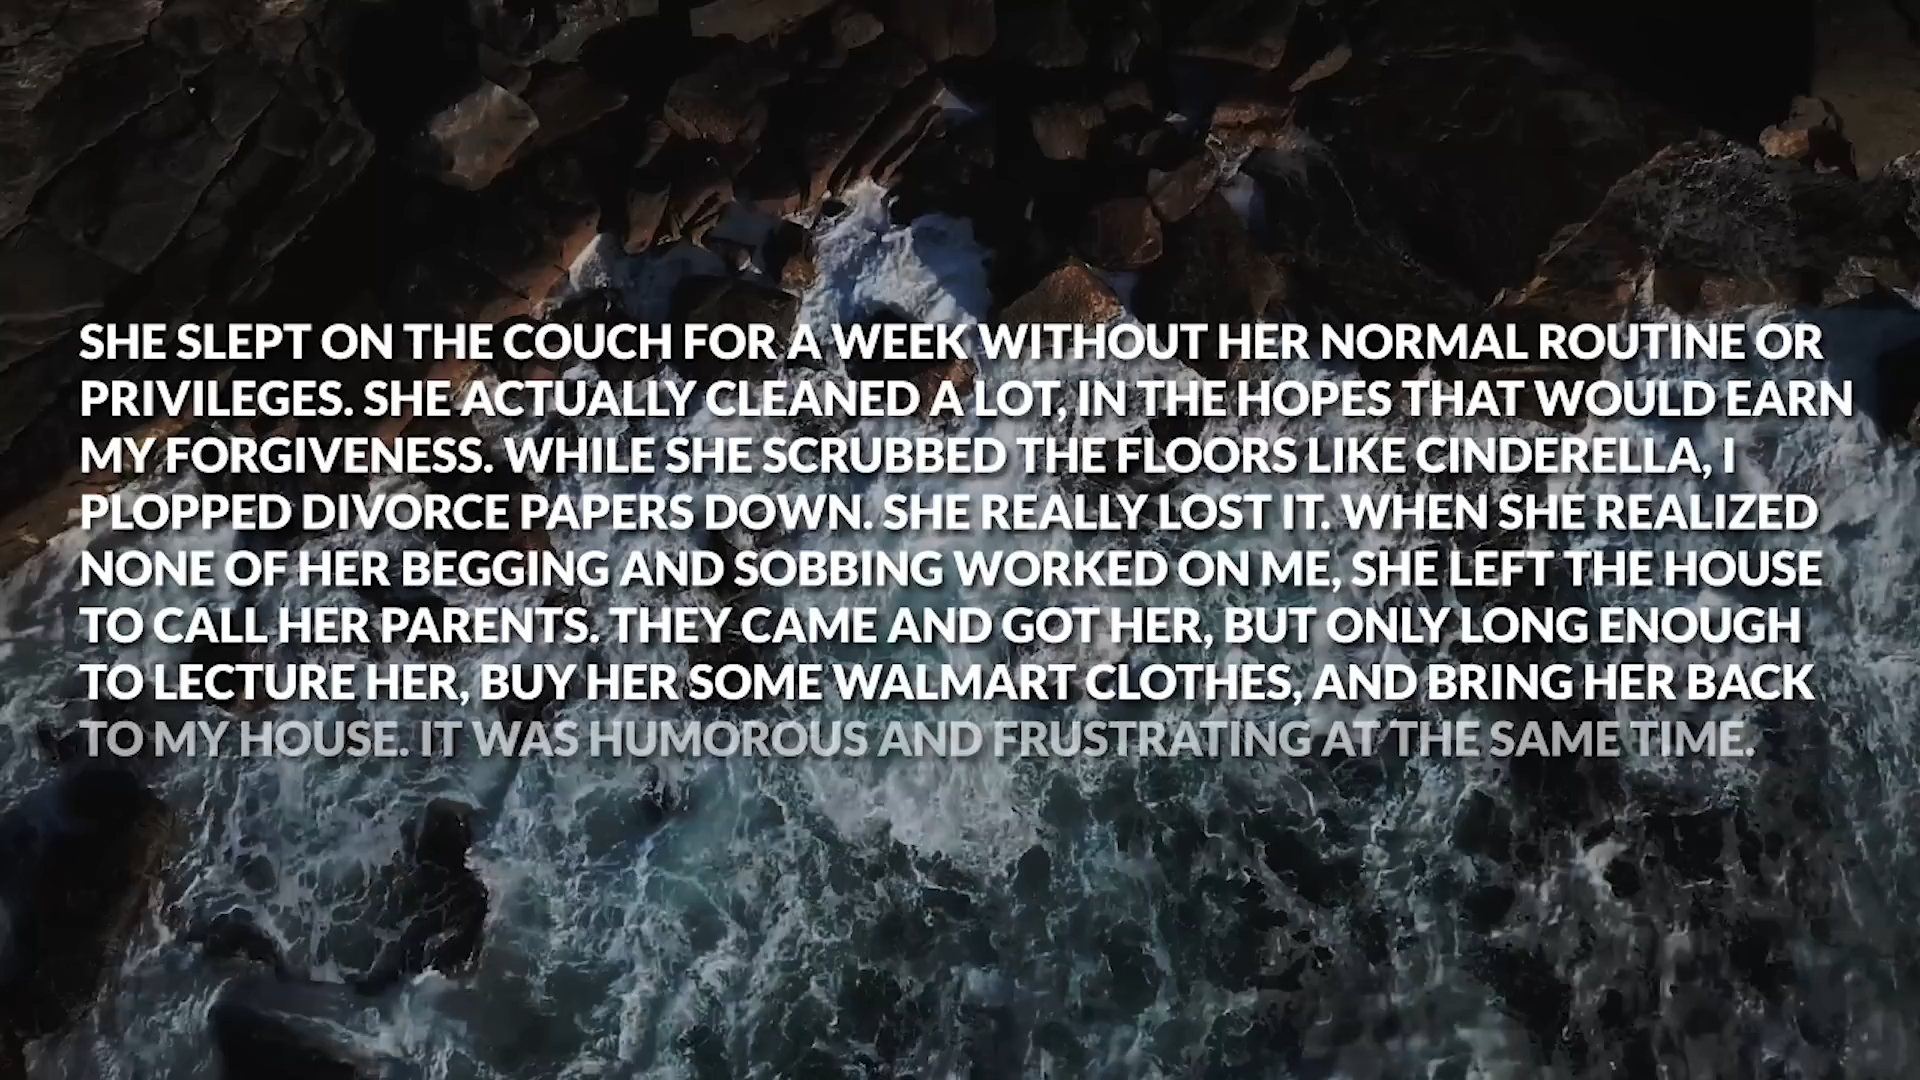 SHE SLEPT ON THE COUCH FOR A WEEK WITHOUT HER NORMAL ROUTINE OR
PRIVILEGES. SHE ACTUALLY CLEANED A LOT, IN THE HOPES THAT WOULD EARN
MY FORGIVENESS. WHILE SHE SCRUBBED THE FLOORS LIKE CINDERELLA, I
PLOPPED DIVORCE PAPERS DOWN. SHE REALLY LOST IT. WHEN SHE REALIZED
NONE OF HER BEGGING AND SOBBING WORKED ON ME, SHE LEFT THE HOUSE
TO CALL HER PARENTS. THEY CAME AND GOT HER, BUT ONLY LONG ENOUGH
TO LECTURE HER, BUY HER SOME WALMART CLOTHES, AND BRING HER BACK
TO MY HOUSE. IT WAS HUMOROUS AND FRUSTRATING AT THE SAME TIME.